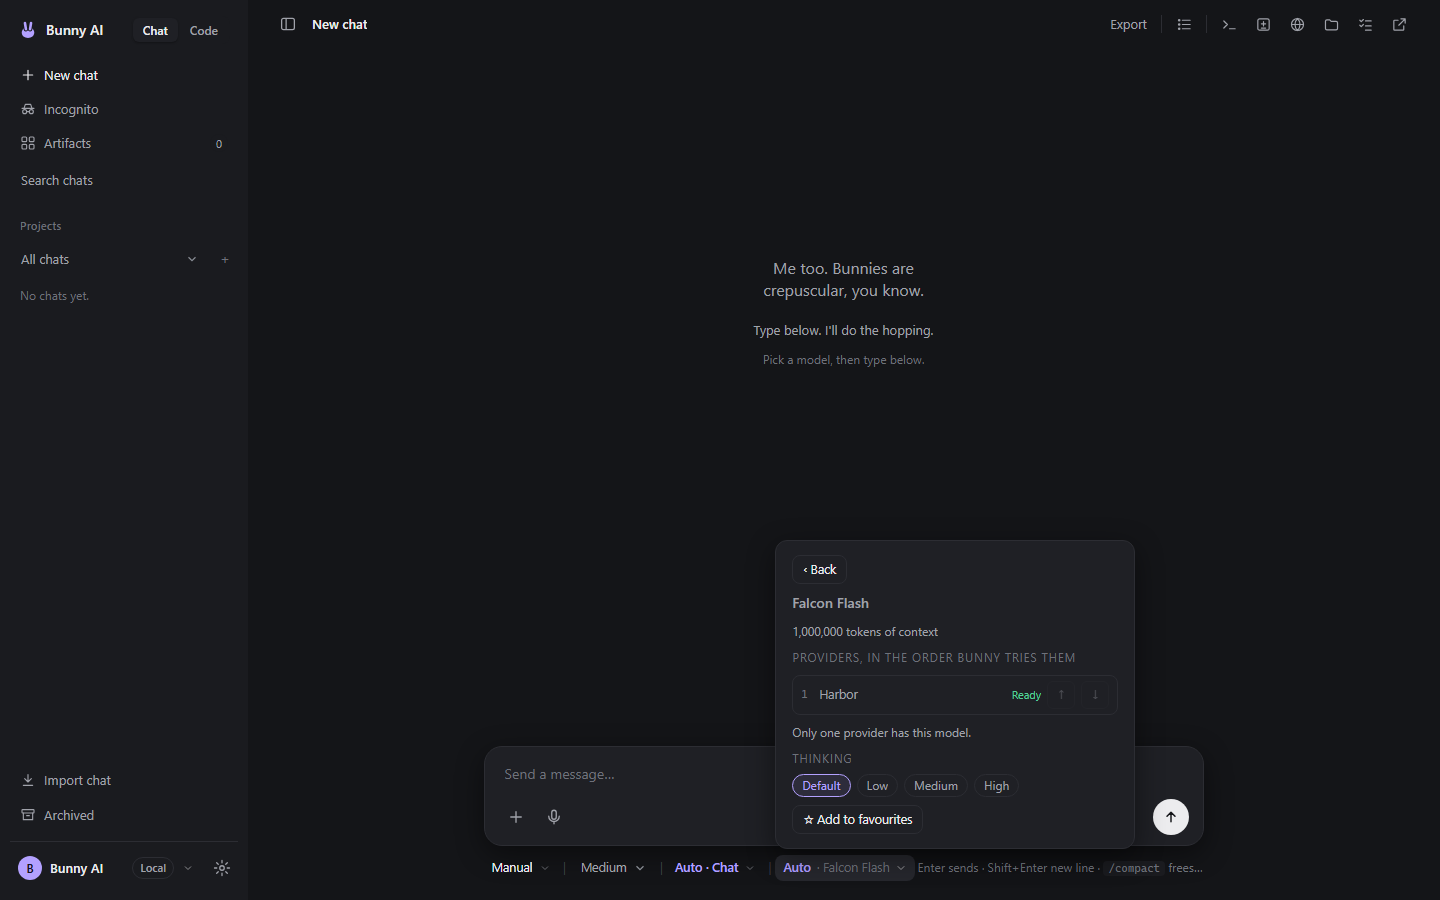 Bunny AI
Chat
Code
New chat
Incognito
Artifacts
0
Search chats
Projects
All chats
+
No chats yet.
Import chat
Archived
B
Bunny AI
Local
New chat
Export
Me too. Bunnies are
crepuscular, you know.
Type below. I'll do the hopping.
Pick a model, then type below.
‹ Back
Falcon Flash
1,000,000 tokens of context
PROVIDERS, IN THE ORDER BUNNY TRIES THEM
1 Harbor Ready ↑ ↓
Only one provider has this model.
THINKING
Default Low Medium High
☆ Add to favourites
Send a message...
Manual | Medium | Auto · Chat | Auto · Falcon Flash Enter sends · Shift+Enter new line · /compact frees...